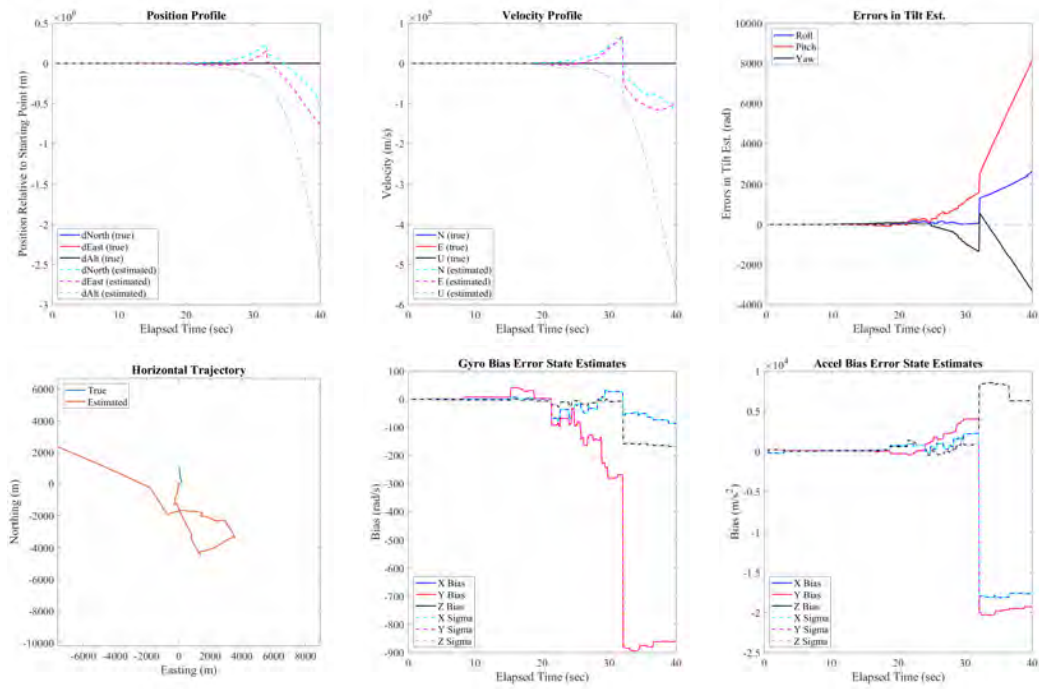 Position Profile
×10⁶
Position Relative to Starting Point (m)
0.5
0
-0.5
-1
-1.5
-2
-2.5
-3
dNorth (true)
dEast (true)
dAlt (true)
dNorth (estimated)
dEast (estimated)
dAlt (estimated)
0 10 20 30 40
Elapsed Time (sec)
Velocity Profile
×10⁵
Velocity (m/s)
1
0
-1
-2
-3
-4
-5
-6
N (true)
E (true)
U (true)
N (estimated)
E (estimated)
U (estimated)
0 10 20 30 40
Elapsed Time (sec)
Errors in Tilt Est.
Errors in Tilt Est. (rad)
10000
8000
6000
4000
2000
0
-2000
-4000
Roll
Pitch
Yaw
0 10 20 30 40
Elapsed Time (sec)
Horizontal Trajectory
Northing (m)
6000
4000
2000
0
-2000
-4000
-6000
-8000
-10000
True
Estimated
-6000 -4000 -2000 0 2000 4000 6000 8000
Easting (m)
Gyro Bias Error State Estimates
Bias (rad/s)
100
0
-100
-200
-300
-400
-500
-600
-700
-800
-900
X Bias
Y Bias
Z Bias
X Sigma
Y Sigma
Z Sigma
0 10 20 30 40
Elapsed Time (sec)
Accel Bias Error State Estimates
×10⁴
Bias (m/s²)
1
0.5
0
-0.5
-1
-1.5
-2
-2.5
X Bias
Y Bias
Z Bias
X Sigma
Y Sigma
Z Sigma
0 10 20 30 40
Elapsed Time (sec)